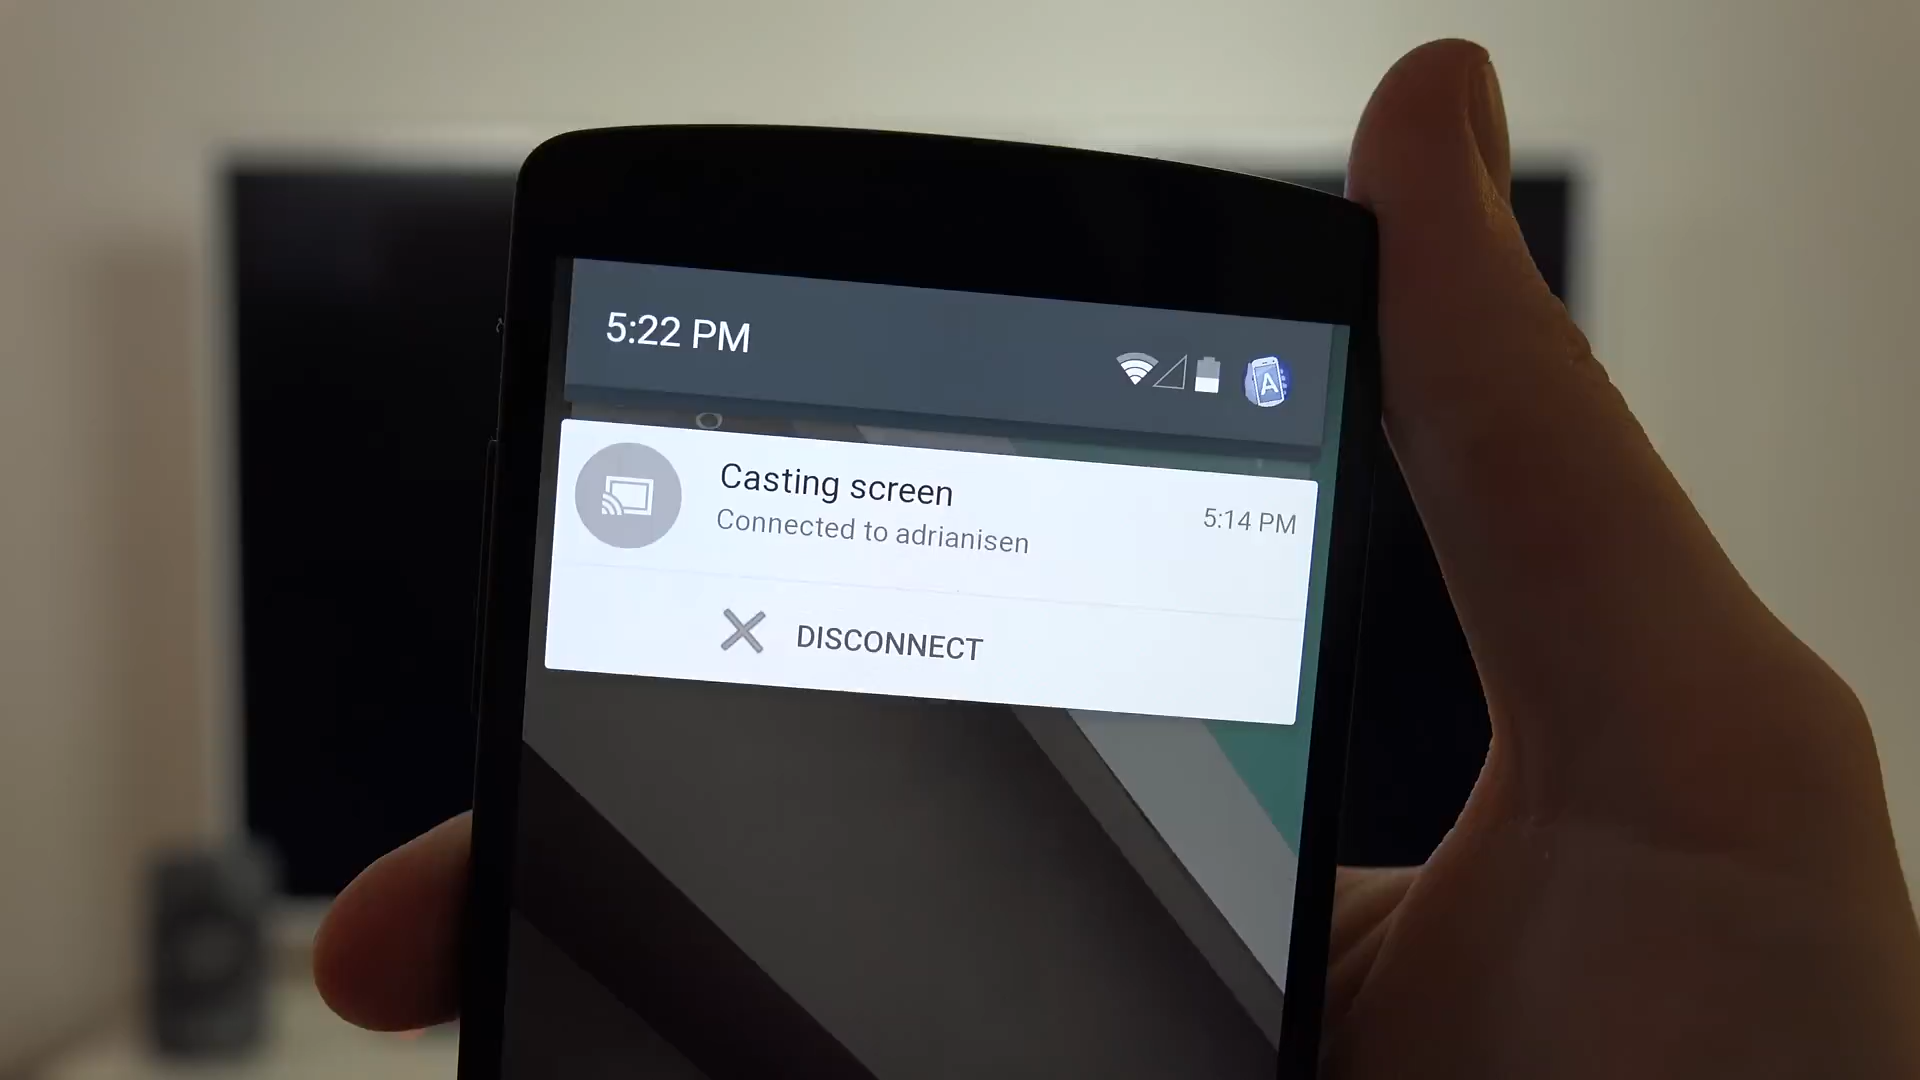 5:22 PM
A
Casting screen
5:14 PM
Connected to adrianisen
DISCONNECT